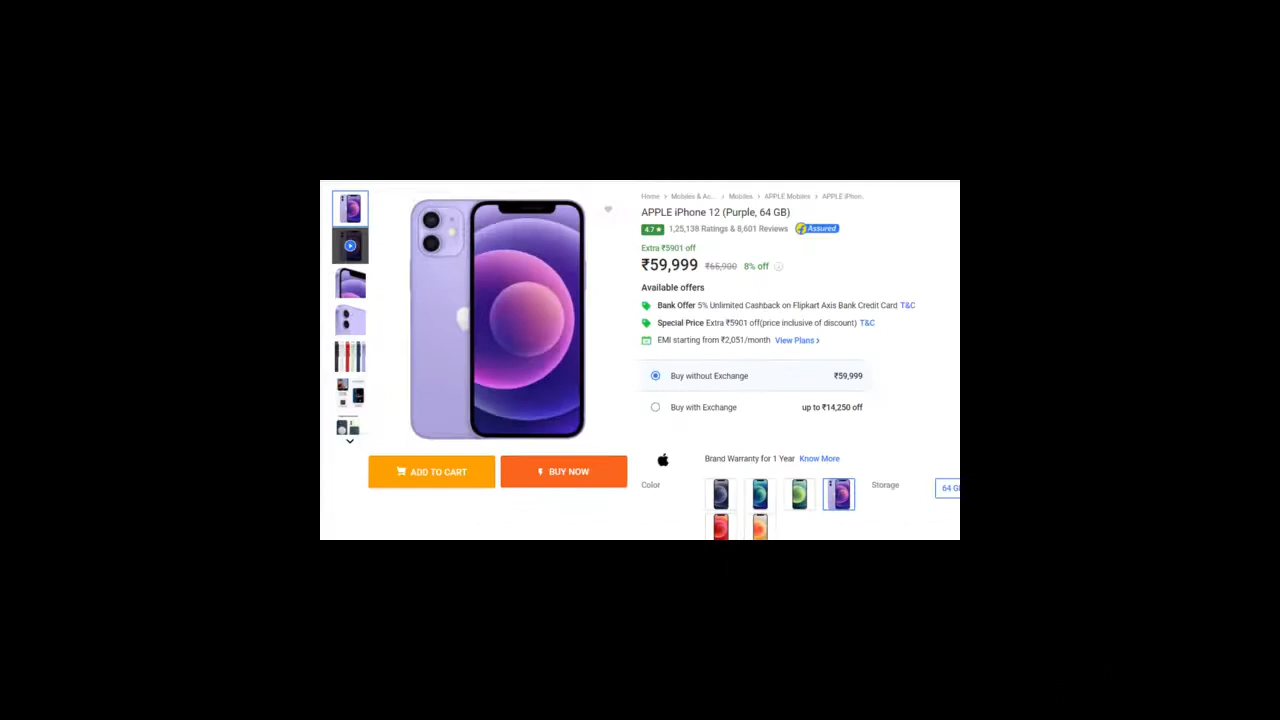 Home > Mobiles & Ac... > Mobiles > APPLE Mobiles > APPLE iPhon...
APPLE iPhone 12 (Purple, 64 GB)
4.7 ★ 1,25,138 Ratings & 8,601 Reviews Assured
Extra ₹5901 off
₹59,999 ₹65,900 8% off
Available offers
Bank Offer 5% Unlimited Cashback on Flipkart Axis Bank Credit Card T&C
Special Price Extra ₹5901 off(price inclusive of discount) T&C
EMI starting from ₹2,051/month View Plans >
Buy without Exchange ₹59,999
Buy with Exchange up to ₹14,250 off
ADD TO CART BUY NOW
Brand Warranty for 1 Year Know More
Color Storage 64 G